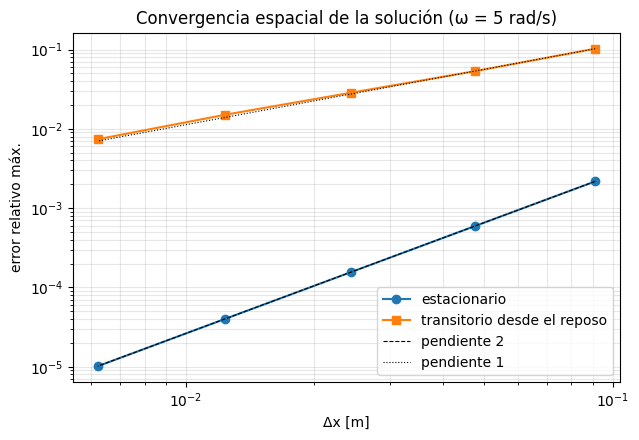 Convergencia espacial de la solución (ω = 5 rad/s)
error relativo máx.
10⁻¹
10⁻²
10⁻³
10⁻⁴
10⁻⁵
estacionario
transitorio desde el reposo
pendiente 2
pendiente 1
10⁻²
10⁻¹
Δx [m]